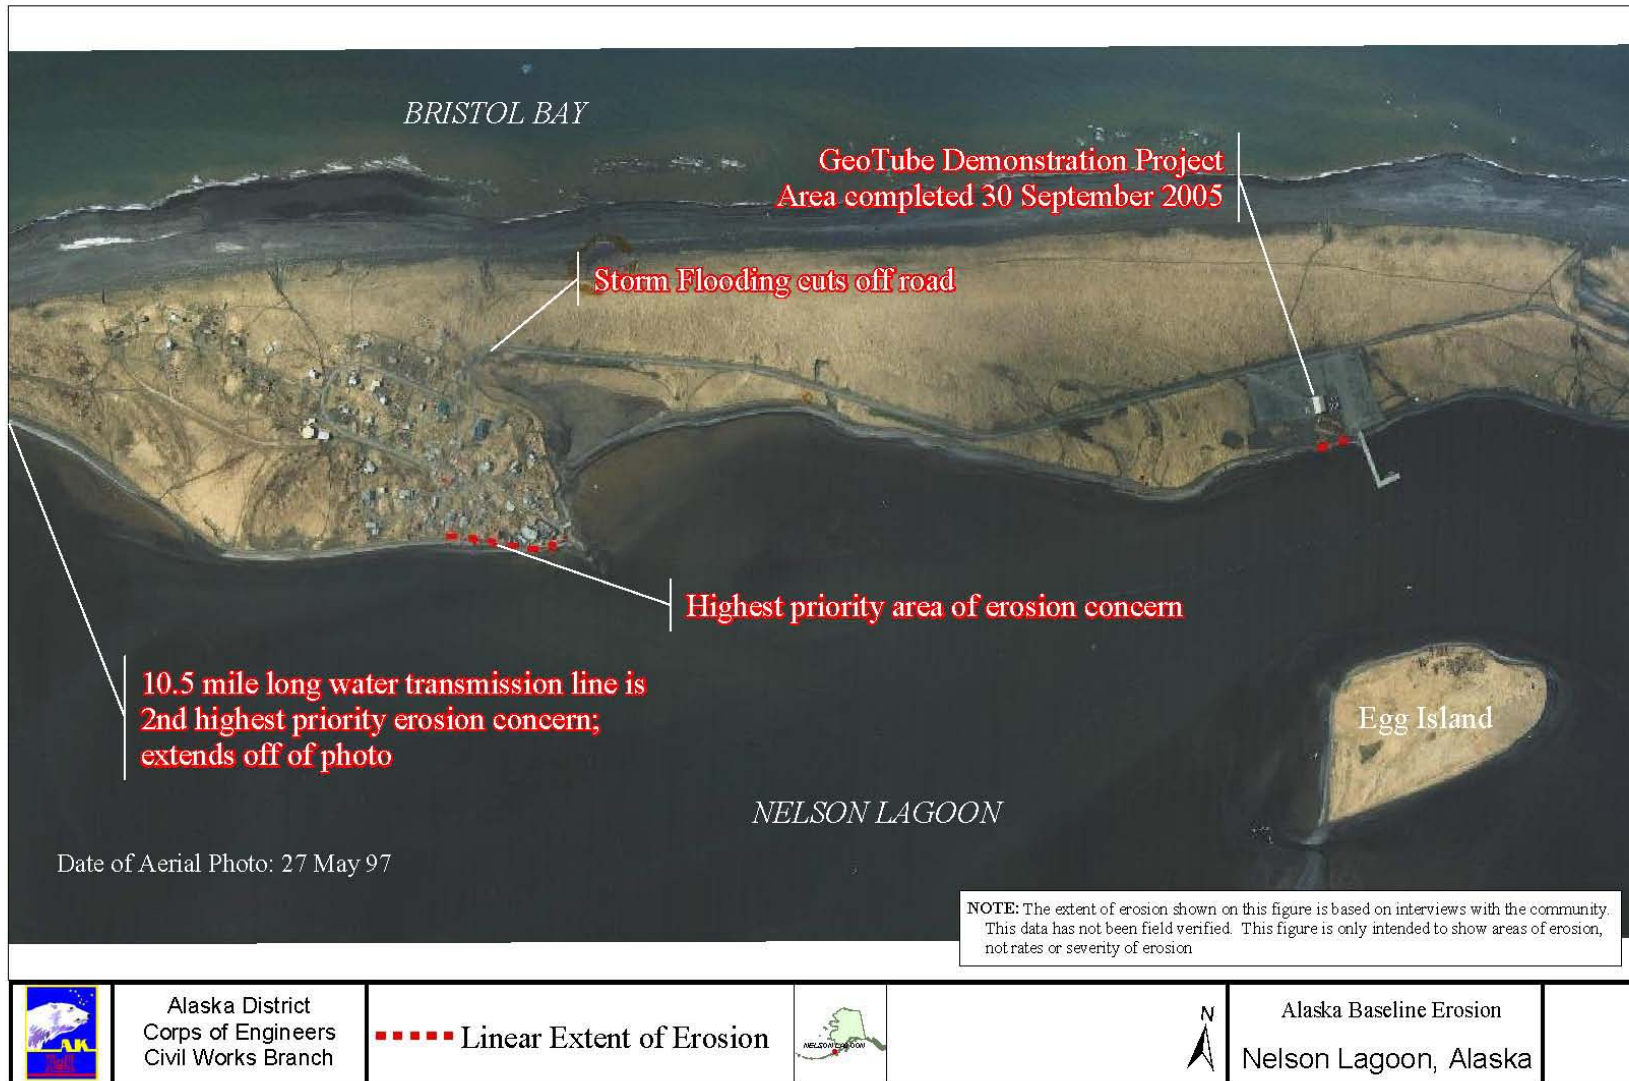 BRISTOL BAY
GeoTube Demonstration Project
Area completed 30 September 2005
Storm Flooding cuts off road
Highest priority area of erosion concern
10.5 mile long water transmission line is
2nd highest priority erosion concern;
extends off of photo
Egg Island
NELSON LAGOON
Date of Aerial Photo: 27 May 97
NOTE: The extent of erosion shown on this figure is based on interviews with the community.
This data has not been field verified. This figure is only intended to show areas of erosion,
not rates or severity of erosion
AK
Alaska District
Corps of Engineers
Civil Works Branch
Linear Extent of Erosion
NELSON LAGOON
N
Alaska Baseline Erosion
Nelson Lagoon, Alaska